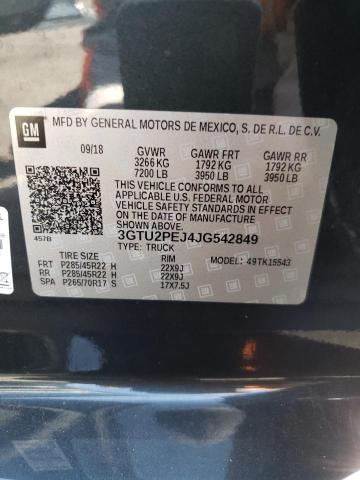 GM
MFD BY GENERAL MOTORS DE MEXICO, S. DE R.L. DE C.V.
09/18 GVWR GAWR FRT GAWR RR
3266 KG 1792 KG 1792 KG
7200 LB 3950 LB 3950 LB
THIS VEHICLE CONFORMS TO ALL APPLICABLE
U.S. FEDERAL MOTOR
VEHICLE SAFETY STANDARDS IN
EFFECT ON THE DATE OF
MANUFACTURE SHOWN ABOVE.
457B 3GTU2PEJ4JG542849
TYPE: TRUCK
TIRE SIZE RIM MODEL: 49TK15543
FRT P285/45R22 H 22X9J
RR P285/45R22 H 22X9J
SPA P265/70R17 S 17X7.5J